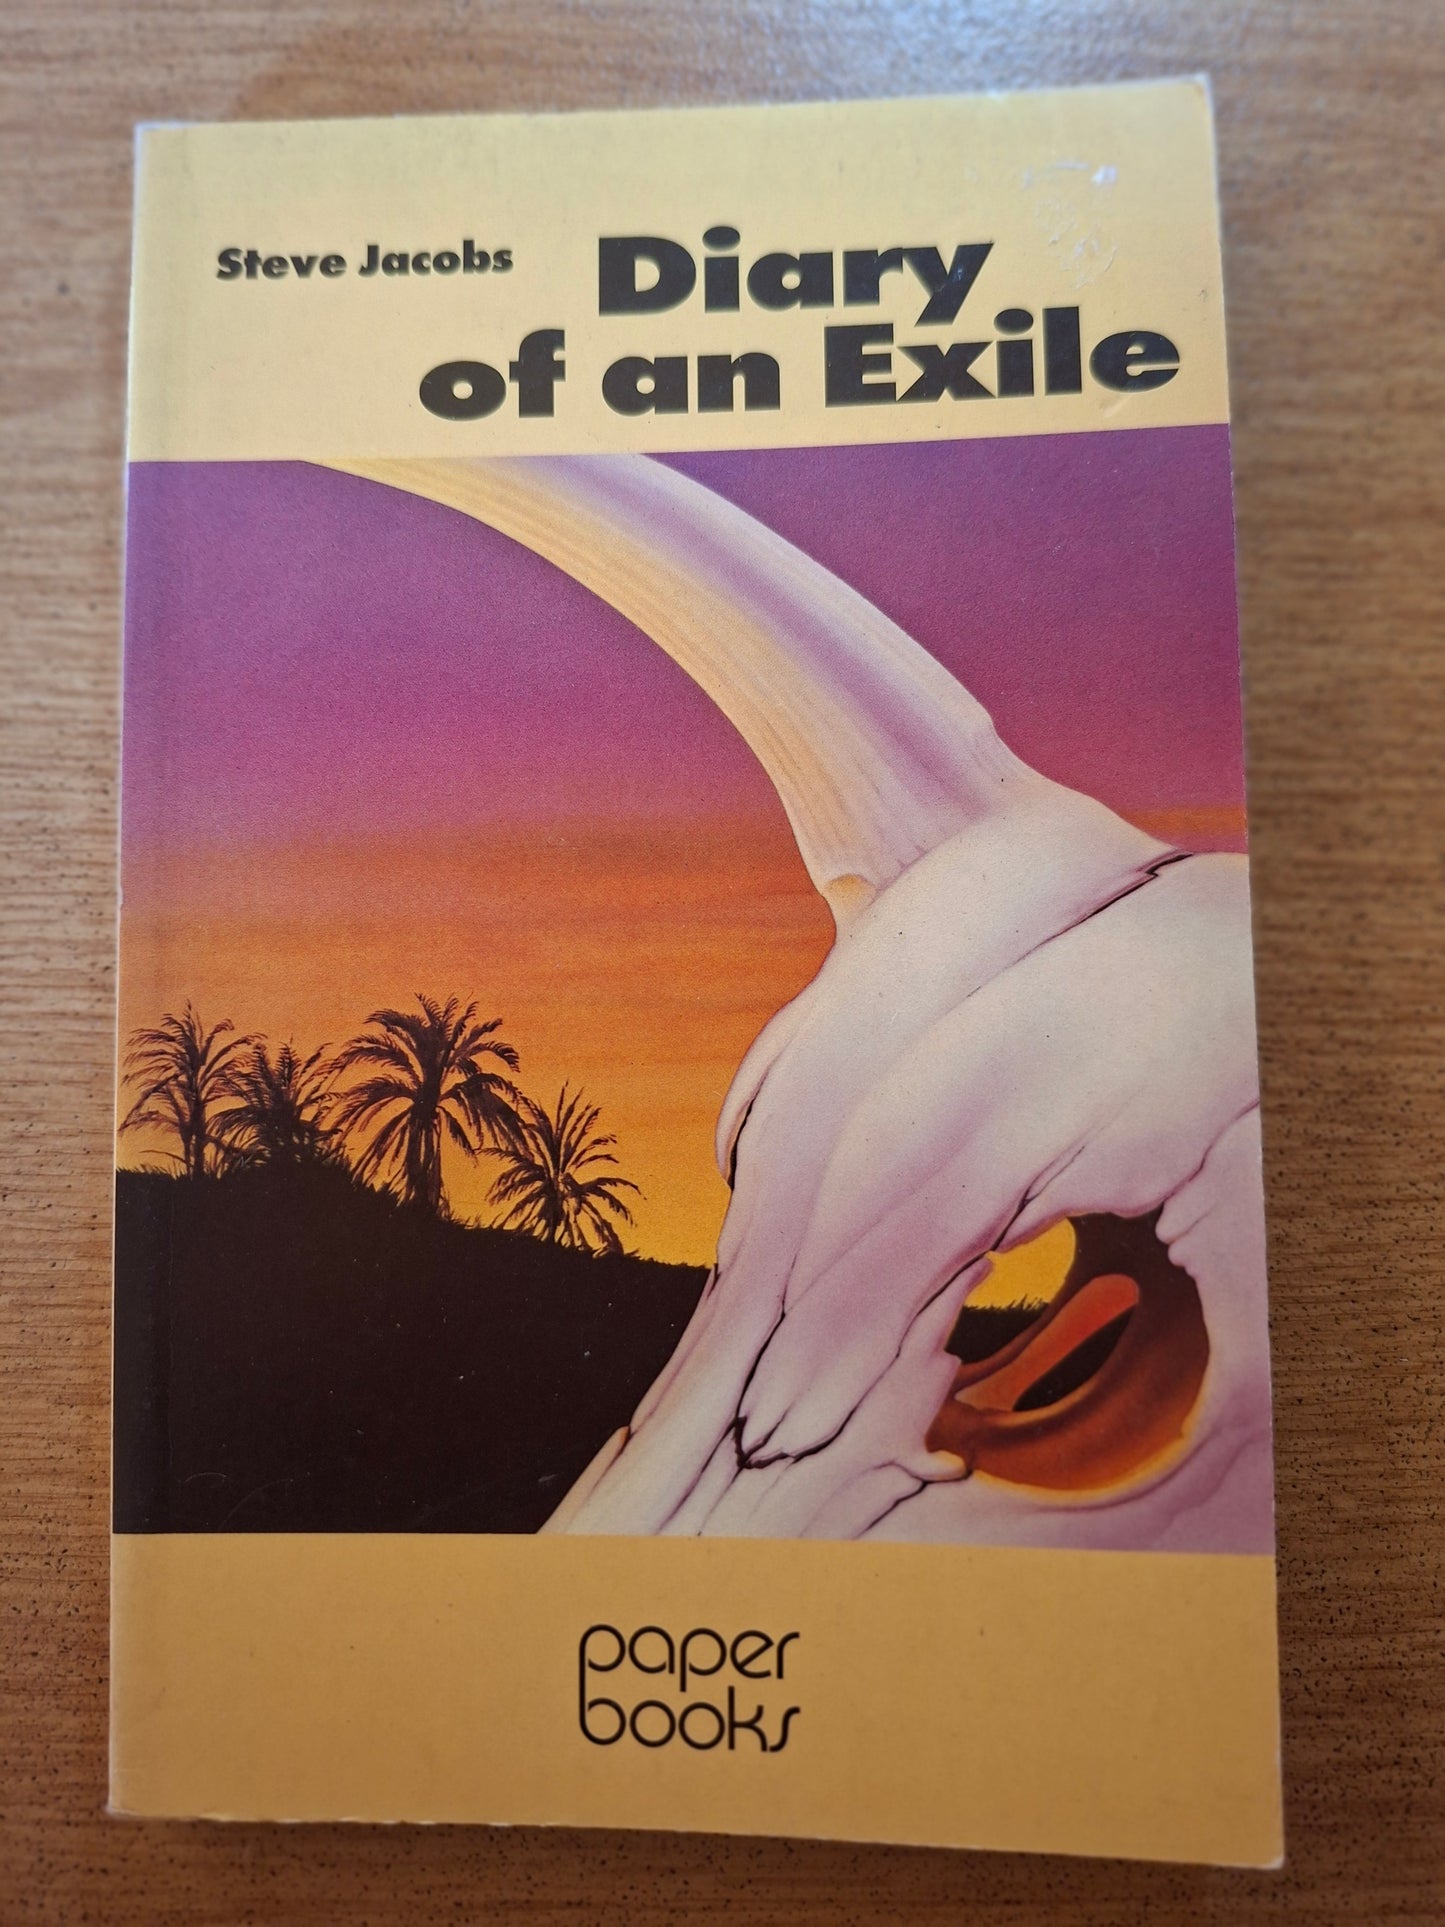 Steve Jacobs
Diary
of an Exile
paper
books